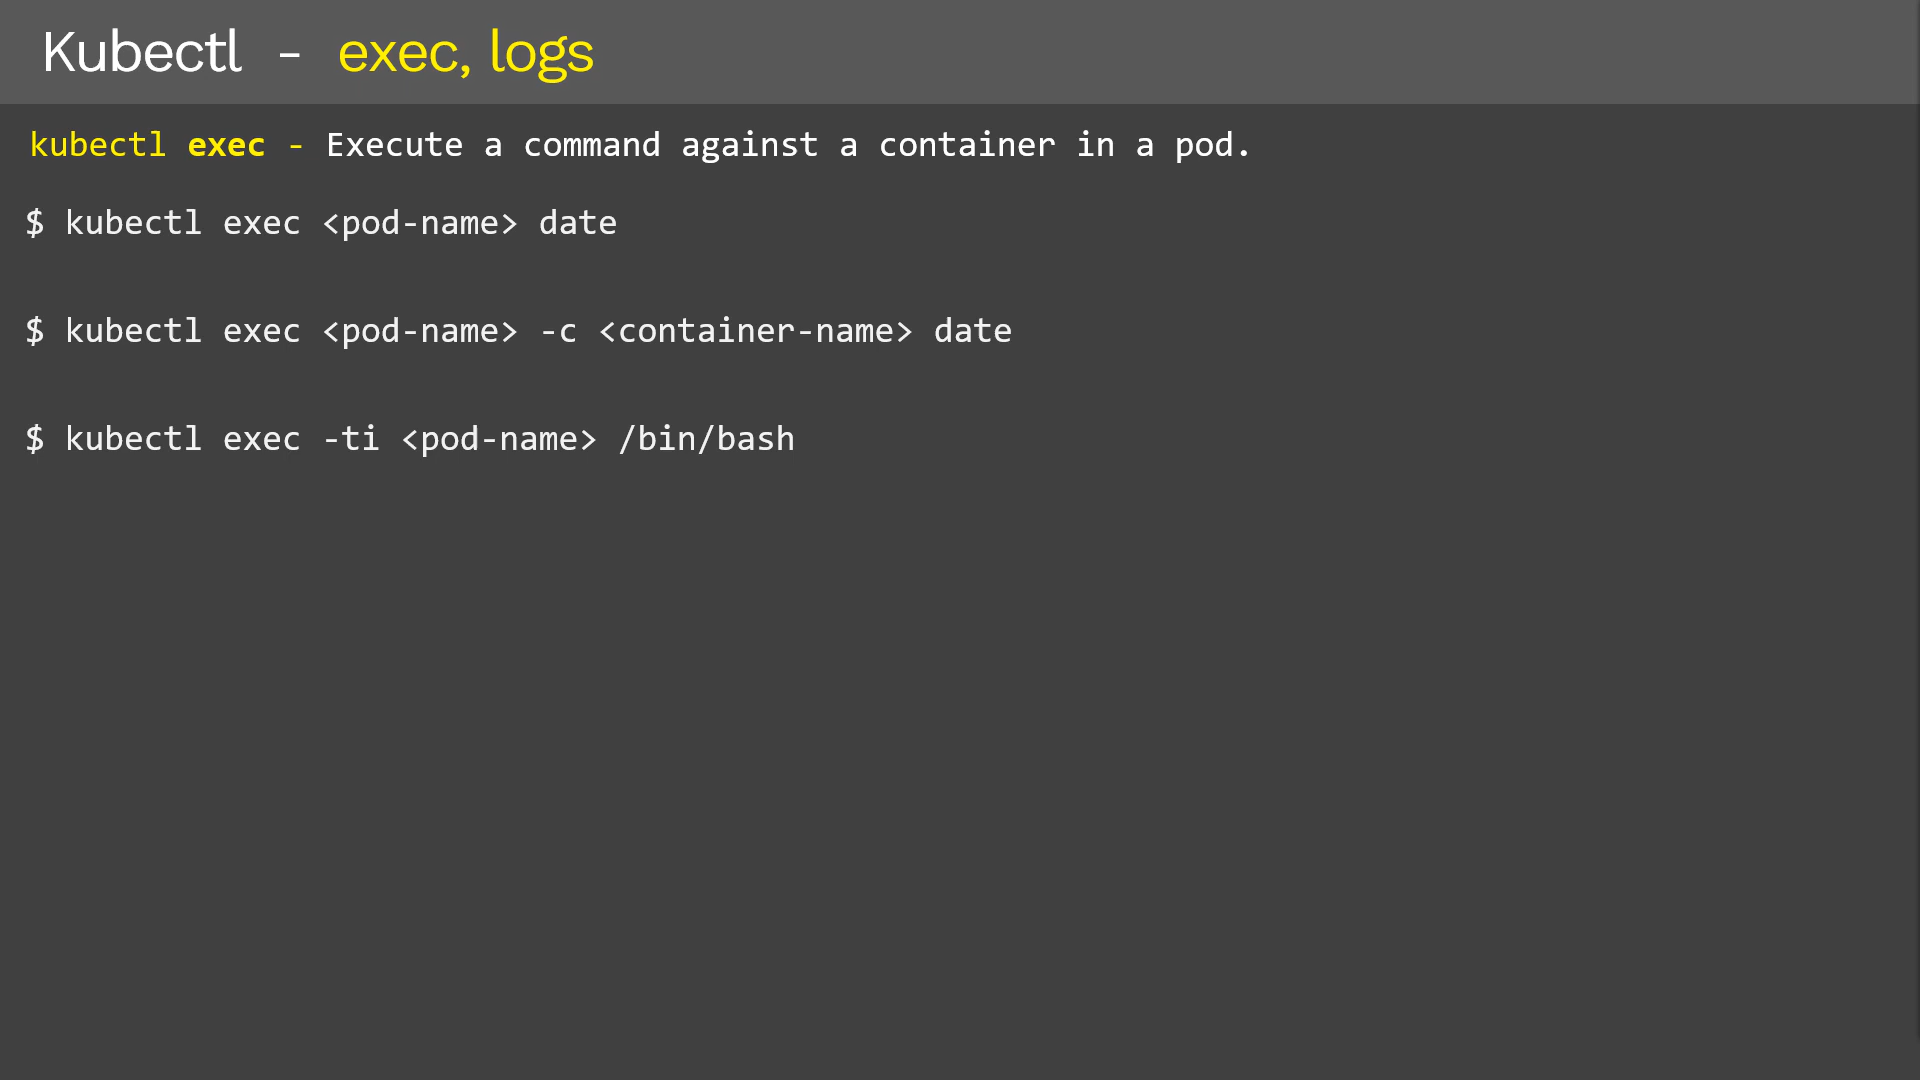 Kubectl - exec, logs
kubectl exec - Execute a command against a container in a pod.
$ kubectl exec <pod-name> date
$ kubectl exec <pod-name> -c <container-name> date
$ kubectl exec -ti <pod-name> /bin/bash